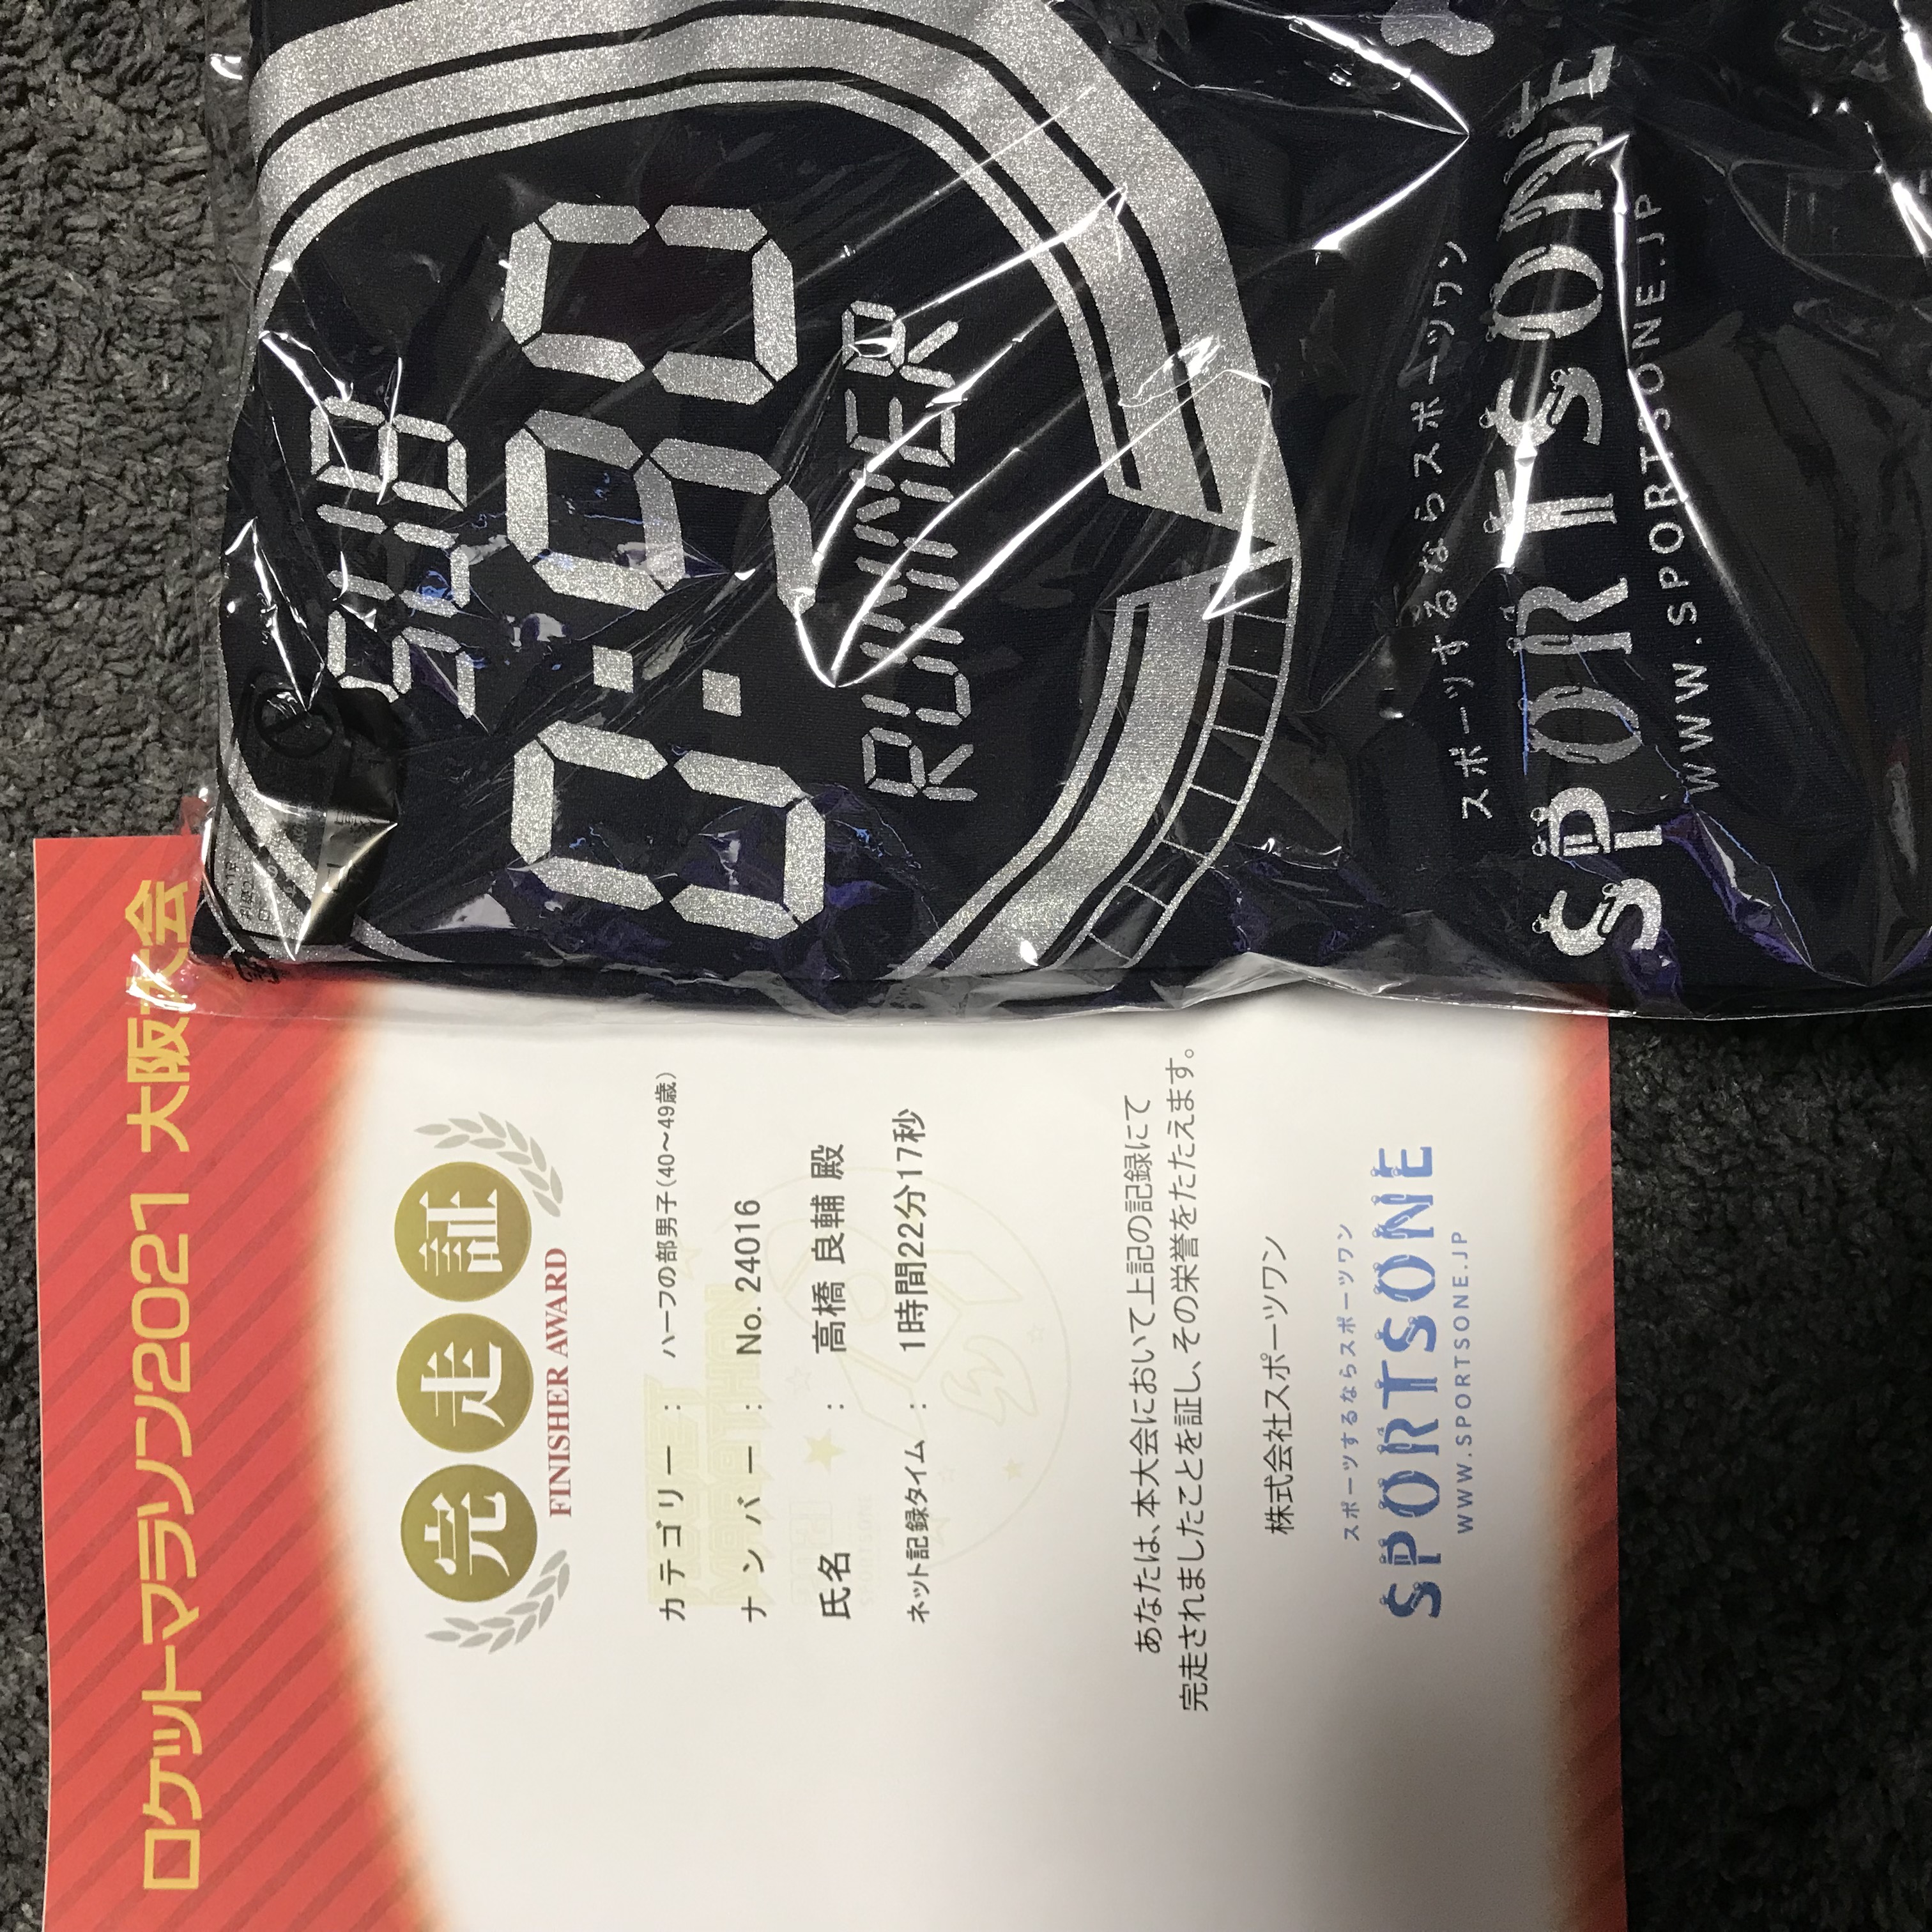 ロケットマラソン2021 大阪大会
完走証
FINISHER AWARD
カテゴリー : ハーフの部男子(40～49歳)
ナンバー : No. 24016
氏名 : 高橋 良輔 殿
ネット記録タイム : 1時間22分17秒
あなたは、本大会において上記の記録にて
完走されましたことを証し、その栄誉をたたえます。
株式会社スポーツワン
スポーツするならスポーツワン
SPORTSONE
WWW.SPORTSONE.JP
SUB
0:90
RUNNER
スポーツするならスポーツワン
SPORTSONE
WWW.SPORTSONE.JP